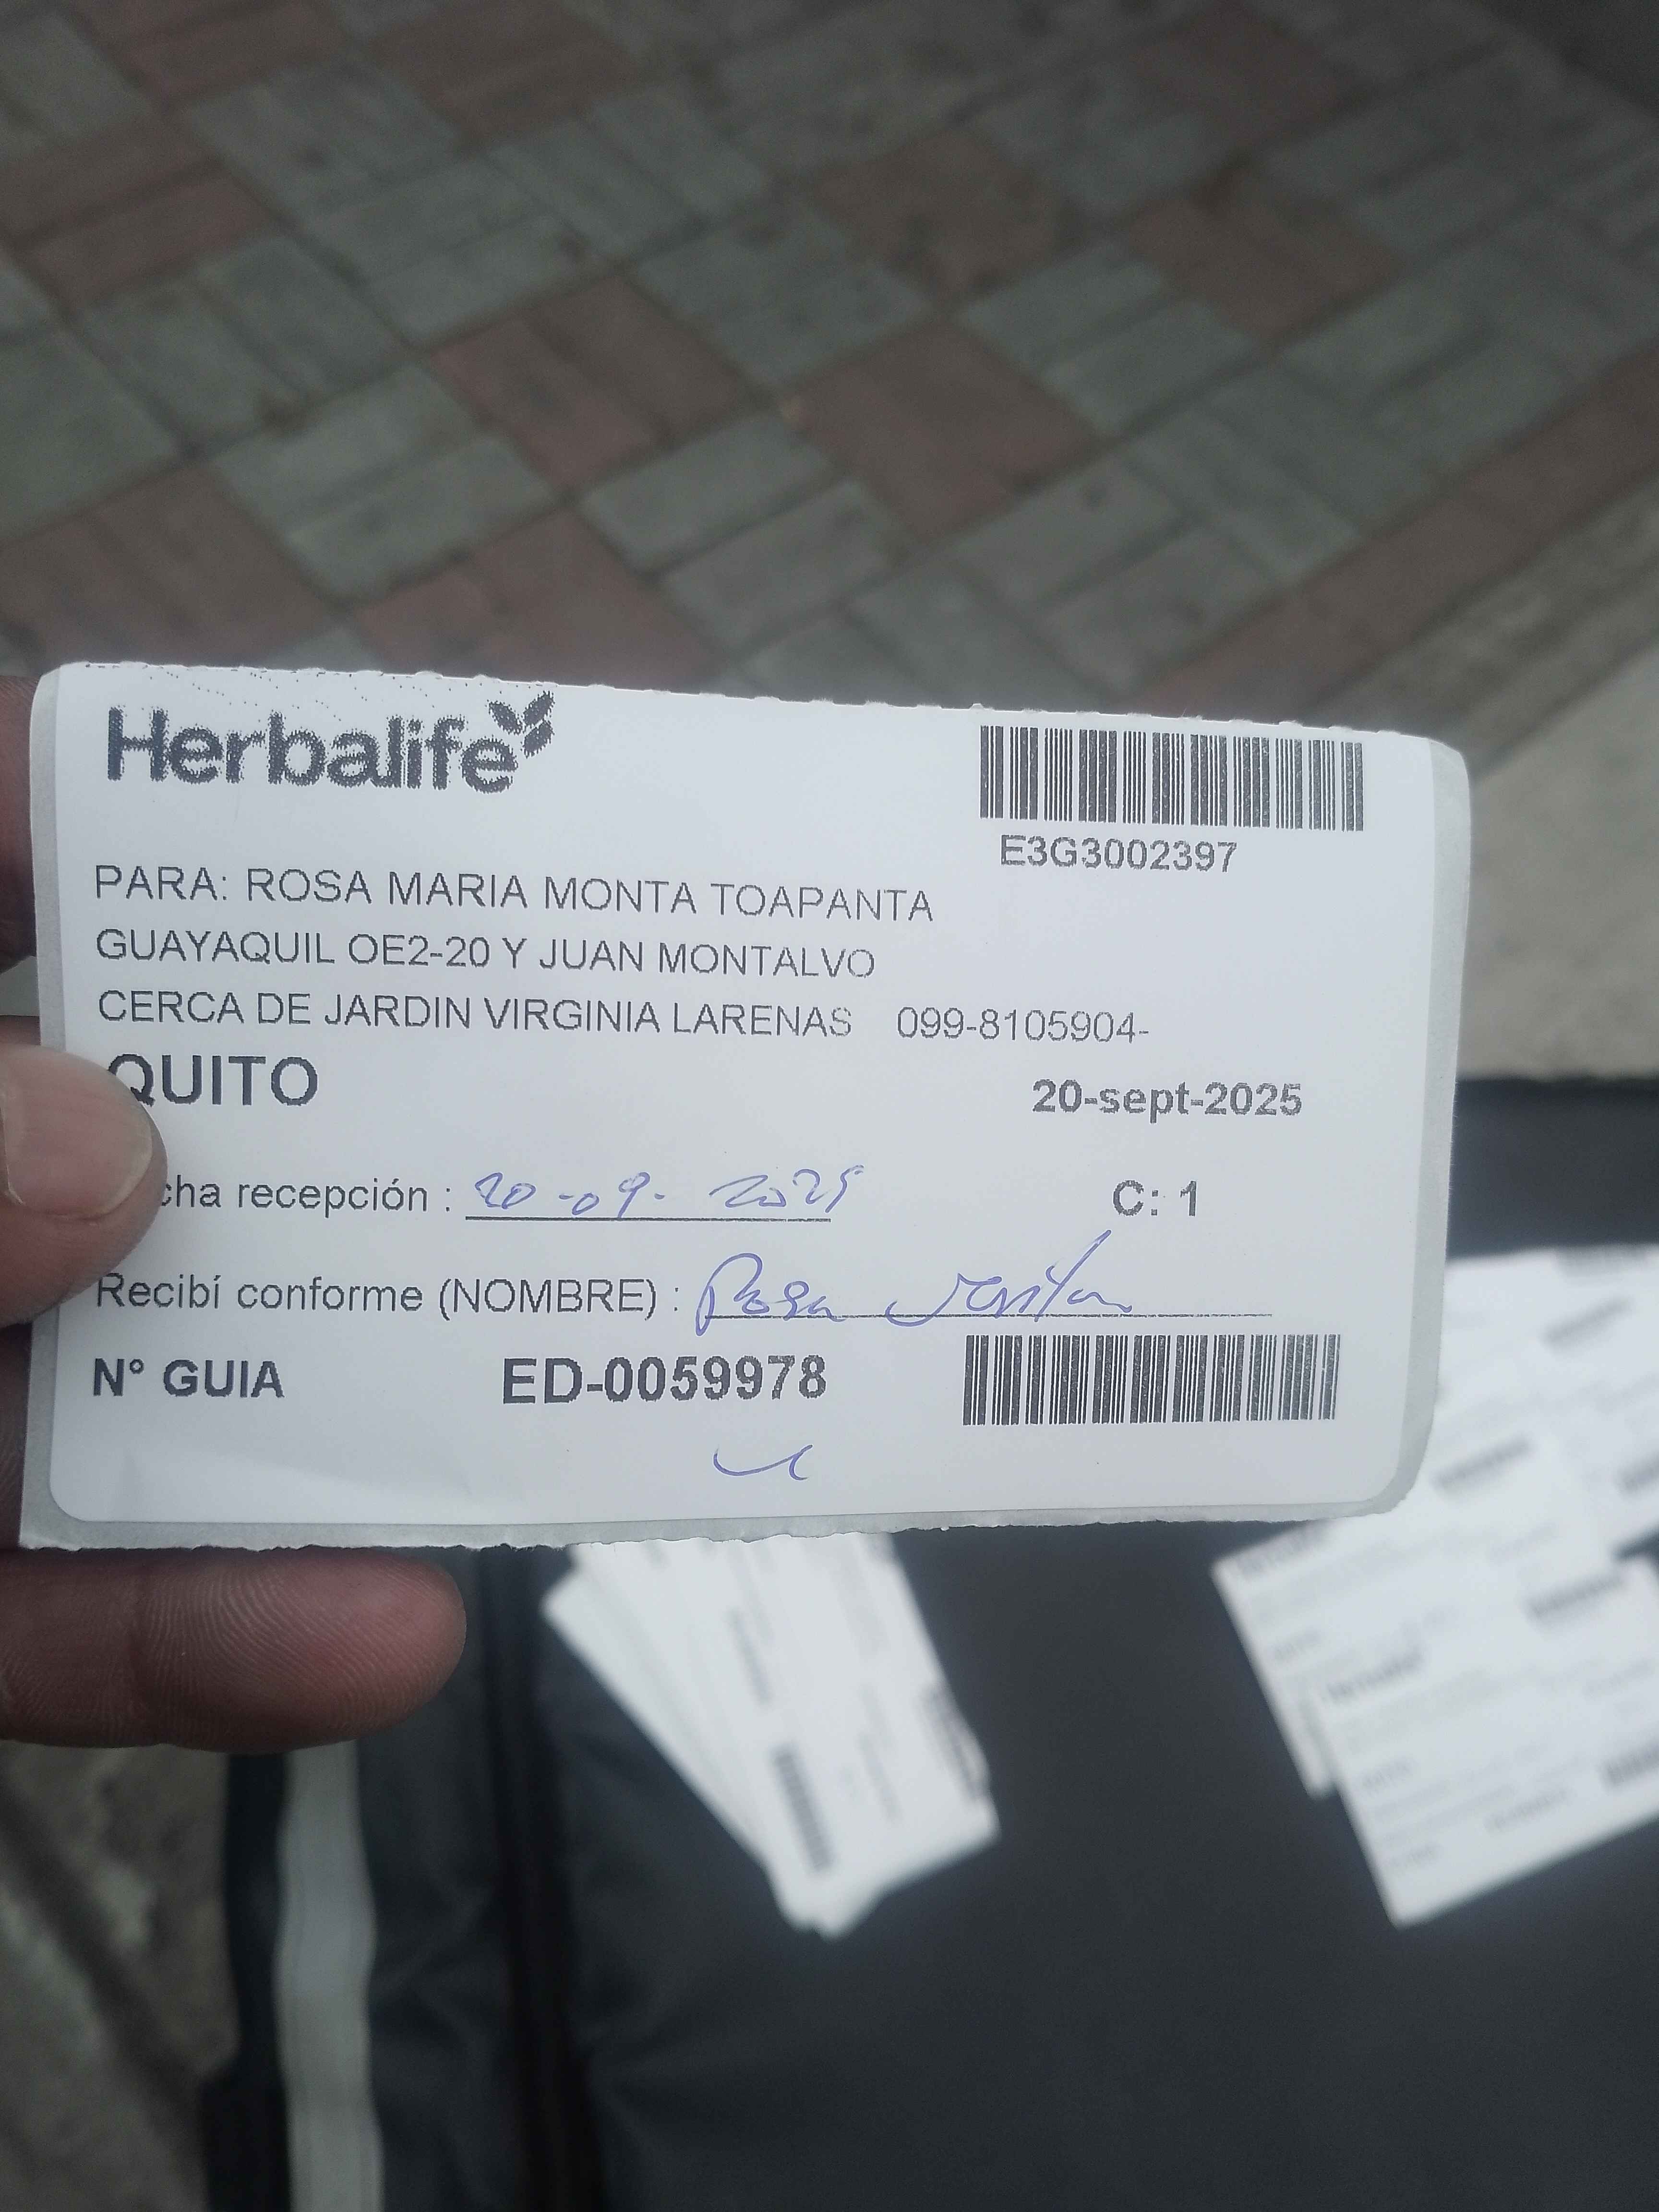 Herbalife
E3G3002397
PARA: ROSA MARIA MONTA TOAPANTA
GUAYAQUIL OE2-20 Y JUAN MONTALVO
CERCA DE JARDIN VIRGINIA LARENAS 099-8105904-
QUITO 20-sept-2025
cha recepción : 20-09-2025 C: 1
Recibí conforme (NOMBRE) : Rosa
N° GUIA ED-0059978